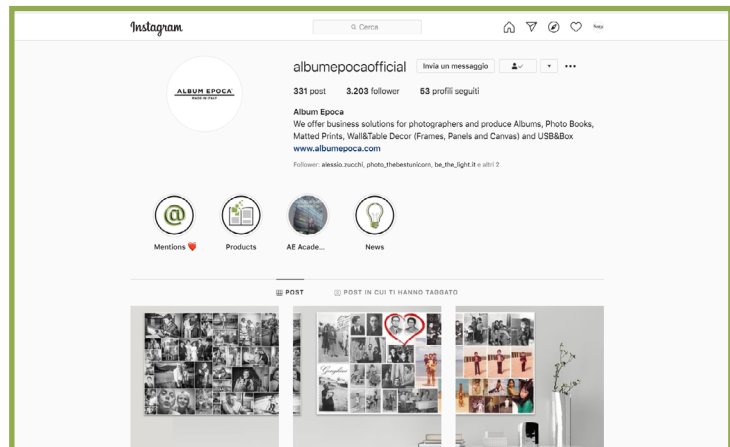 Instagram
Cerca
albumepocaofficial Invia un messaggio
331 post 3.203 follower 53 profili seguiti
Album Epoca
We offer business solutions for photographers and produce Albums, Photo Books,
Matted Prints, Wall&Table Decor (Frames, Panels and Canvas) and USB&Box
www.albumepoca.com
Follower: alessio.zucchi, photo_thebestunicorn, be_the_light.it e altri 2
ALBUM EPOCA
MADE IN ITALY
Mentions ❤️ Products AE Acade... News
POST POST IN CUI TI HANNO TAGGATO